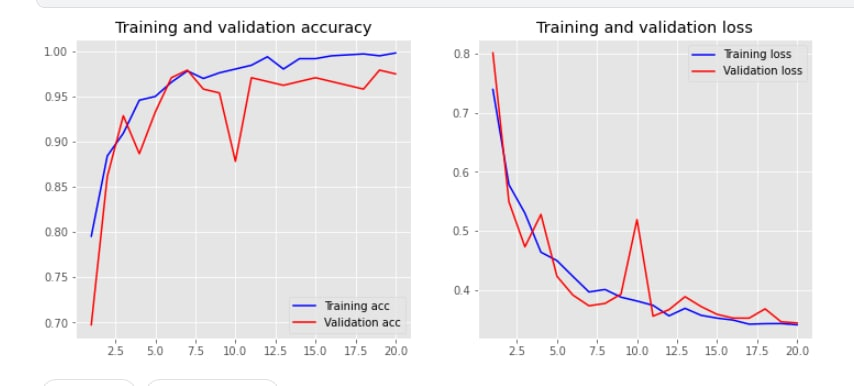 Training and validation accuracy
1.00
0.95
0.90
0.85
0.80
0.75
0.70
Training acc
Validation acc
2.5 5.0 7.5 10.0 12.5 15.0 17.5 20.0
Training and validation loss
0.8
0.7
0.6
0.5
0.4
Training loss
Validation loss
2.5 5.0 7.5 10.0 12.5 15.0 17.5 20.0